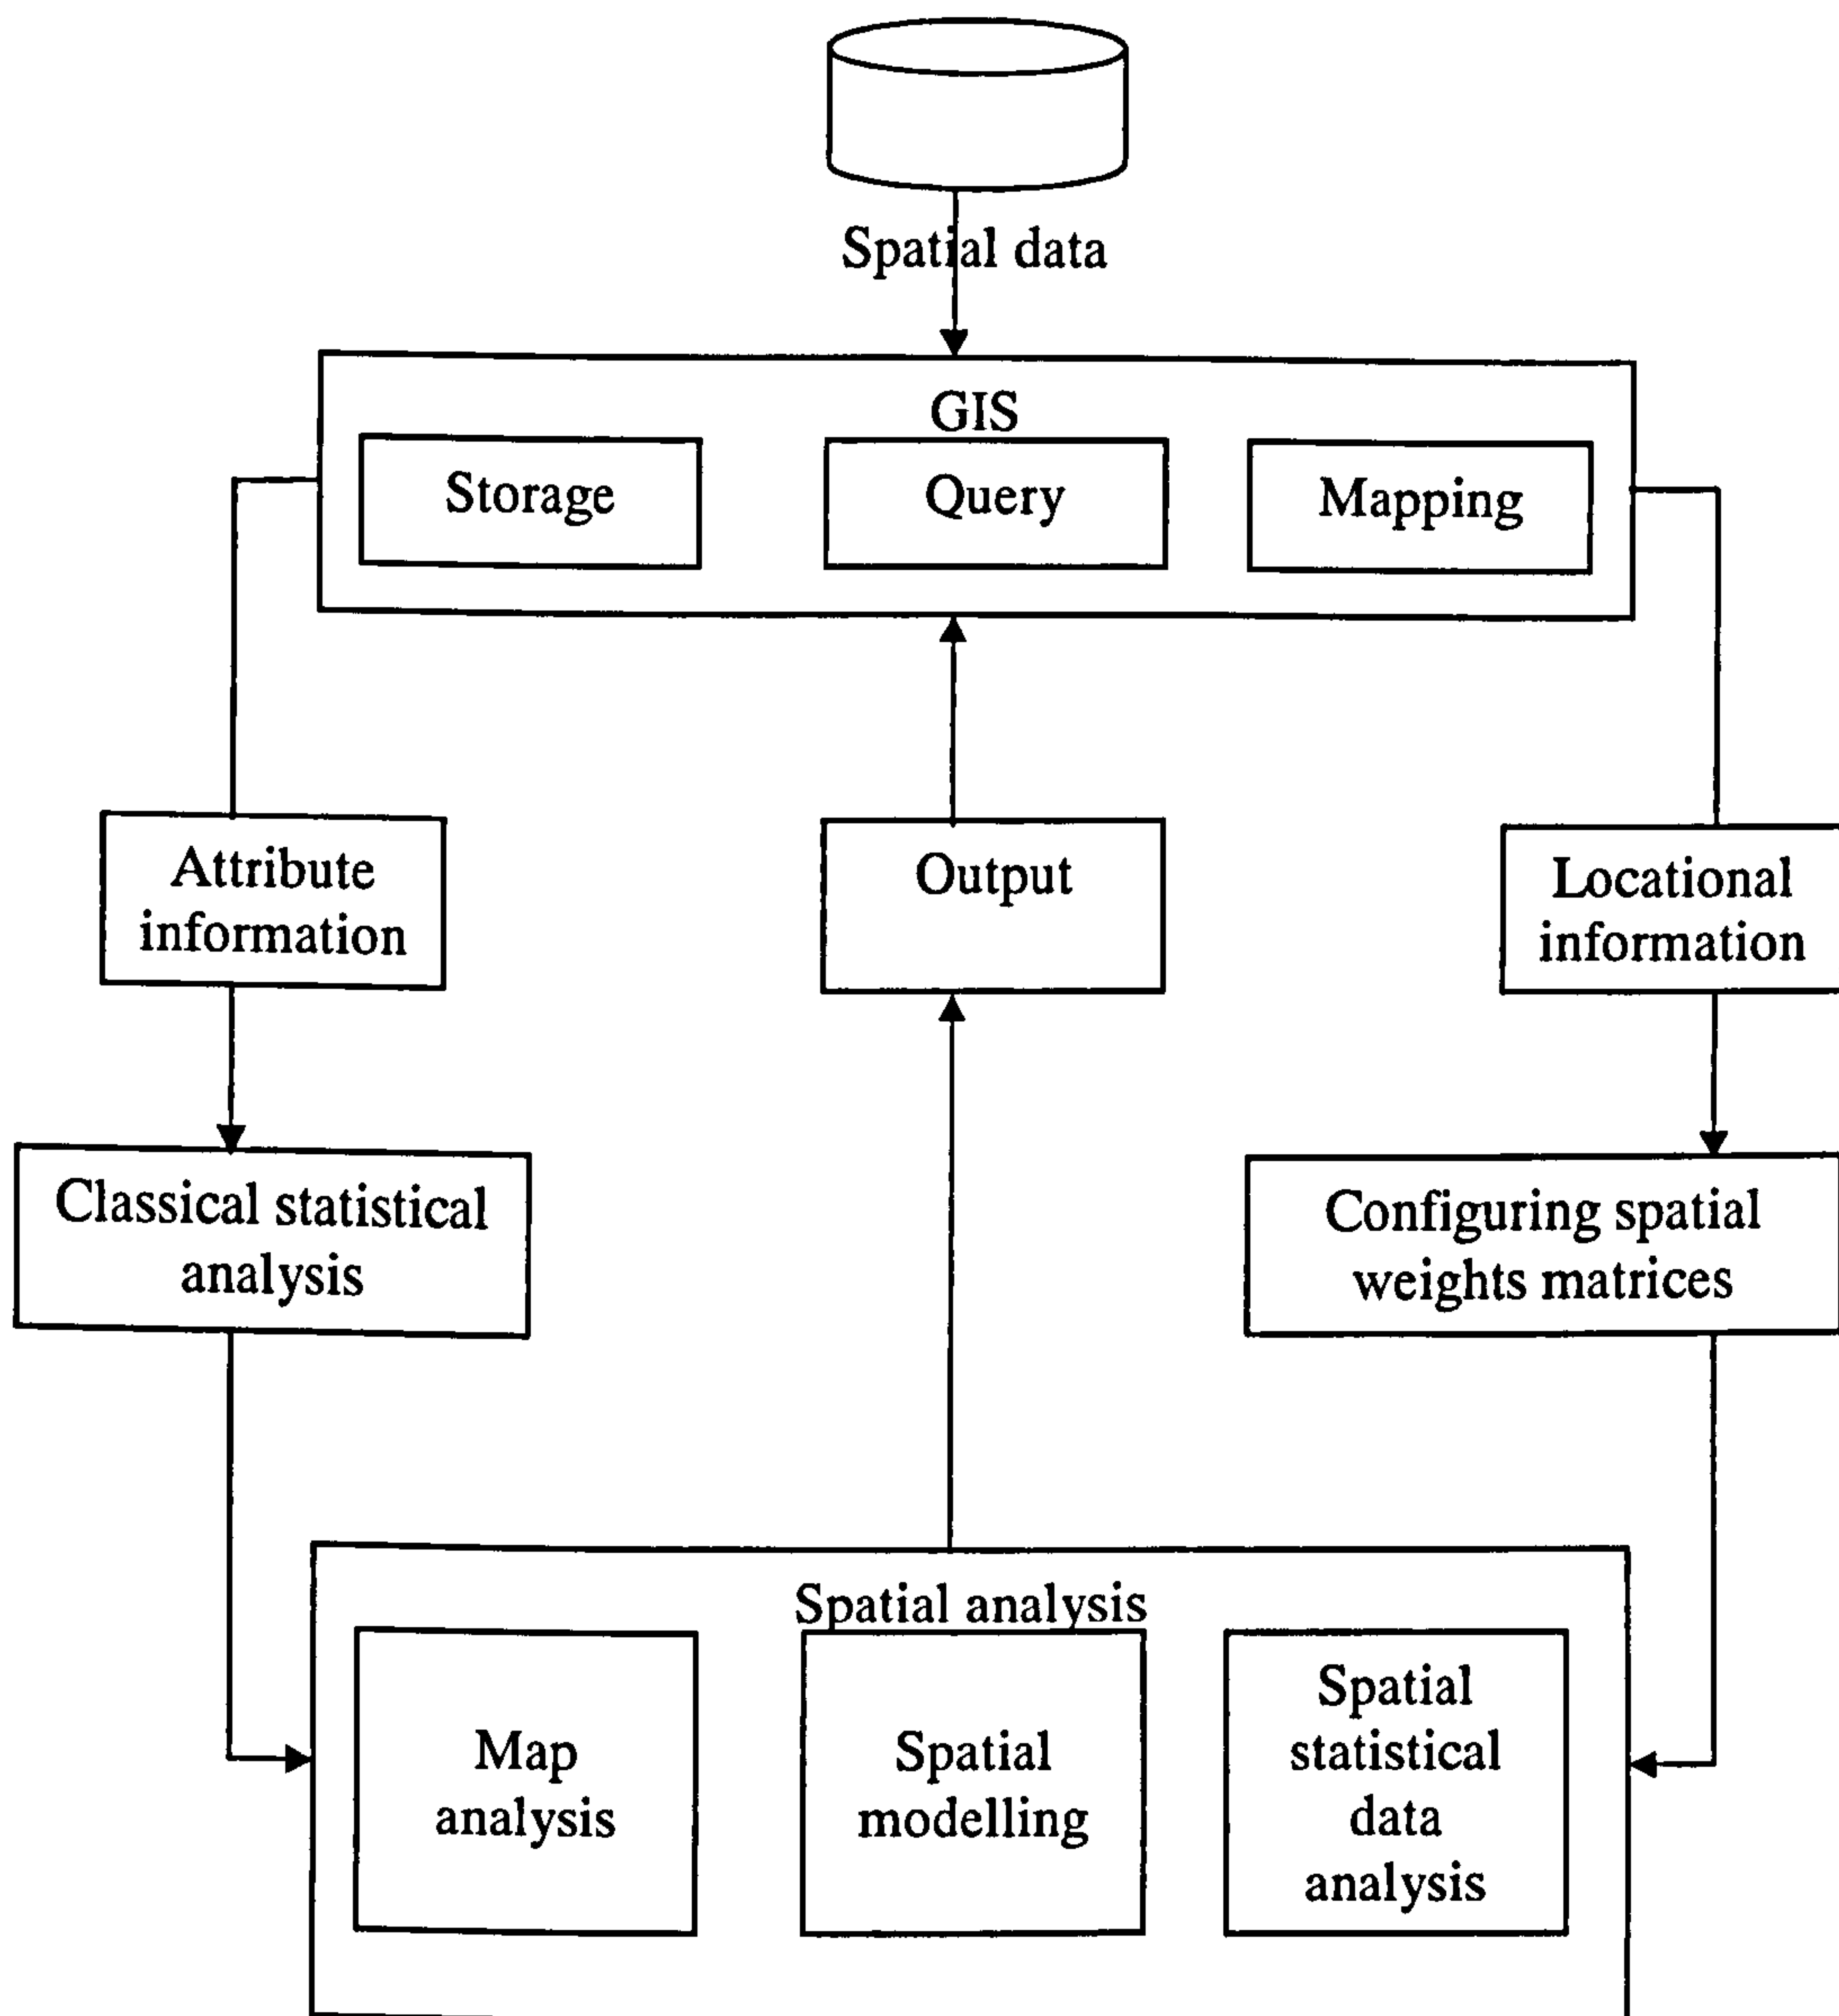 Spatial data
GIS
Storage
Query
Mapping
Attribute
information
Output
Locational
information
Classical statistical
analysis
Configuring spatial
weights matrices
Spatial analysis
Map
analysis
Spatial
modelling
Spatial
statistical
data
analysis